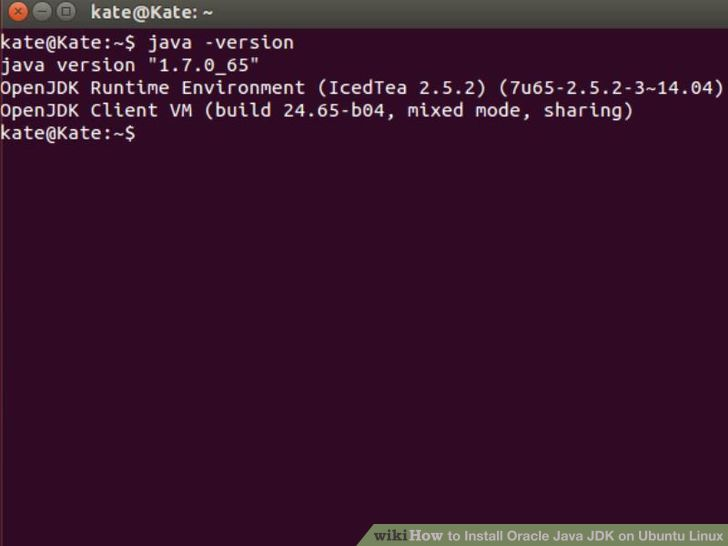 kate@Kate: ~
kate@Kate:~$ java -version
java version "1.7.0_65"
OpenJDK Runtime Environment (IcedTea 2.5.2) (7u65-2.5.2-3~14.04)
OpenJDK Client VM (build 24.65-b04, mixed mode, sharing)
kate@Kate:~$
wikiHow to Install Oracle Java JDK on Ubuntu Linux